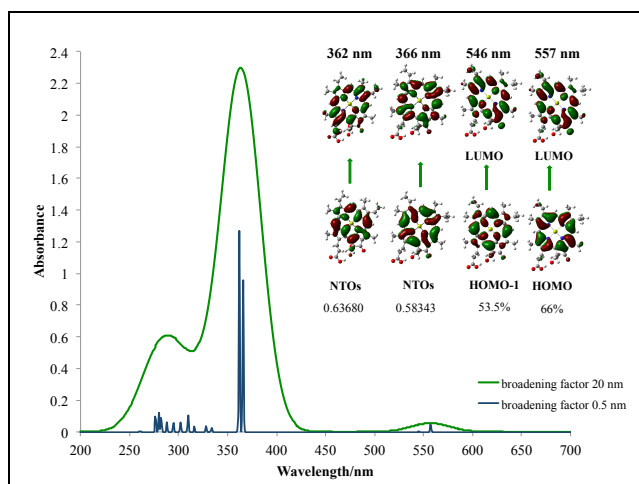 362 nm 366 nm 546 nm 557 nm
LUMO LUMO
NTOs NTOs HOMO-1 HOMO
0.63680 0.58343 53.5% 66%
Absorbance
2.4
2.2
2
1.8
1.6
1.4
1.2
1
0.8
0.6
0.4
0.2
0
broadening factor 20 nm
broadening factor 0.5 nm
200 250 300 350 400 450 500 550 600 650 700
Wavelength/nm